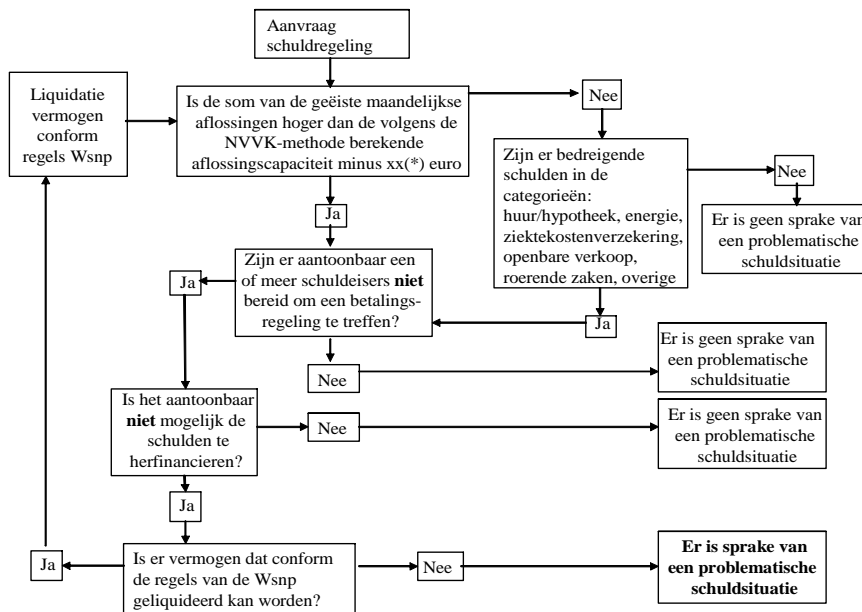 Aanvraag
schuldregeling
Liquidatie
vermogen
conform
regels Wsnp
Is de som van de geëiste maandelijkse
aflossingen hoger dan de volgens de
NVVK-methode berekende
aflossingscapaciteit minus xx(*) euro
Nee
Zijn er bedreigende
schulden in de
categorieën:
huur/hypotheek, energie,
ziektekostenverzekering,
openbare verkoop,
roerende zaken, overige
Nee
Er is geen sprake van
een problematische
schuldsituatie
Ja
Zijn er aantoonbaar een
of meer schuldeisers niet
bereid om een betalings-
regeling te treffen?
Ja
Ja
Nee
Er is geen sprake van
een problematische
schuldsituatie
Is het aantoonbaar
niet mogelijk de
schulden te
herfinancieren?
Nee
Er is geen sprake van
een problematische
schuldsituatie
Ja
Ja
Is er vermogen dat conform
de regels van de Wsnp
geliquideerd kan worden?
Nee
Er is sprake van
een problematische
schuldsituatie